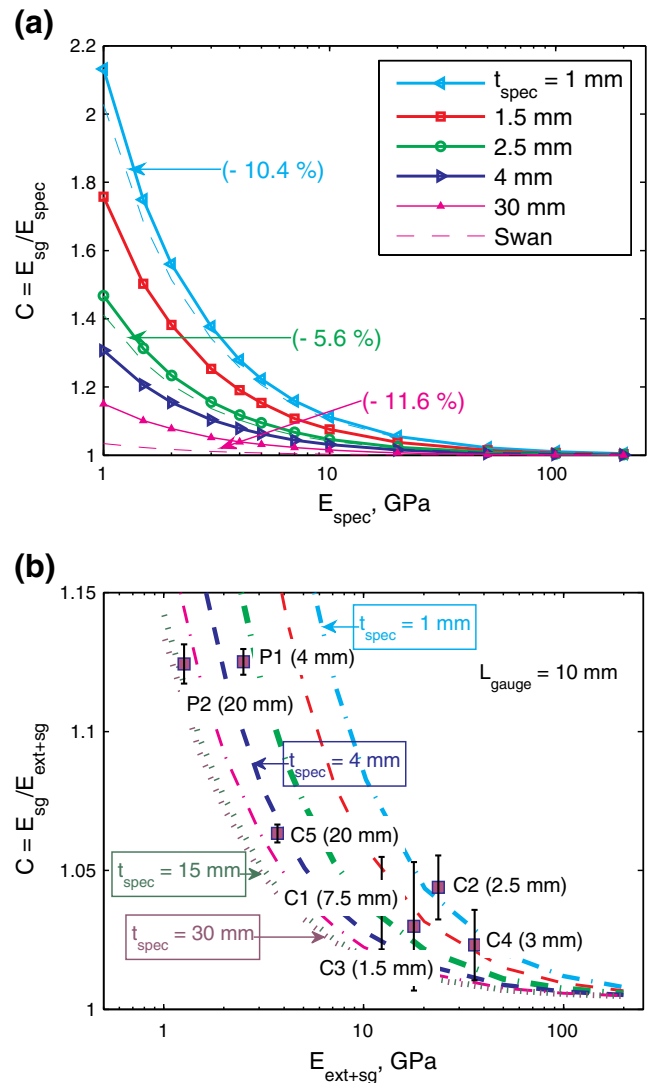 (a)
2.2
2
1.8
1.6
1.4
1.2
1
C = E_sg/E_spec
t_spec = 1 mm
1.5 mm
2.5 mm
4 mm
30 mm
Swan
(- 10.4 %)
(- 5.6 %)
(- 11.6 %)
1 10 100
E_spec, GPa
(b)
1.15
1.1
1.05
1
C = E_sg/E_ext+sg
t_spec = 1 mm
P1 (4 mm)
L_gauge = 10 mm
P2 (20 mm)
t_spec = 4 mm
C5 (20 mm)
t_spec = 15 mm
C2 (2.5 mm)
C1 (7.5 mm)
t_spec = 30 mm
C4 (3 mm)
C3 (1.5 mm)
1 10 100
E_ext+sg, GPa